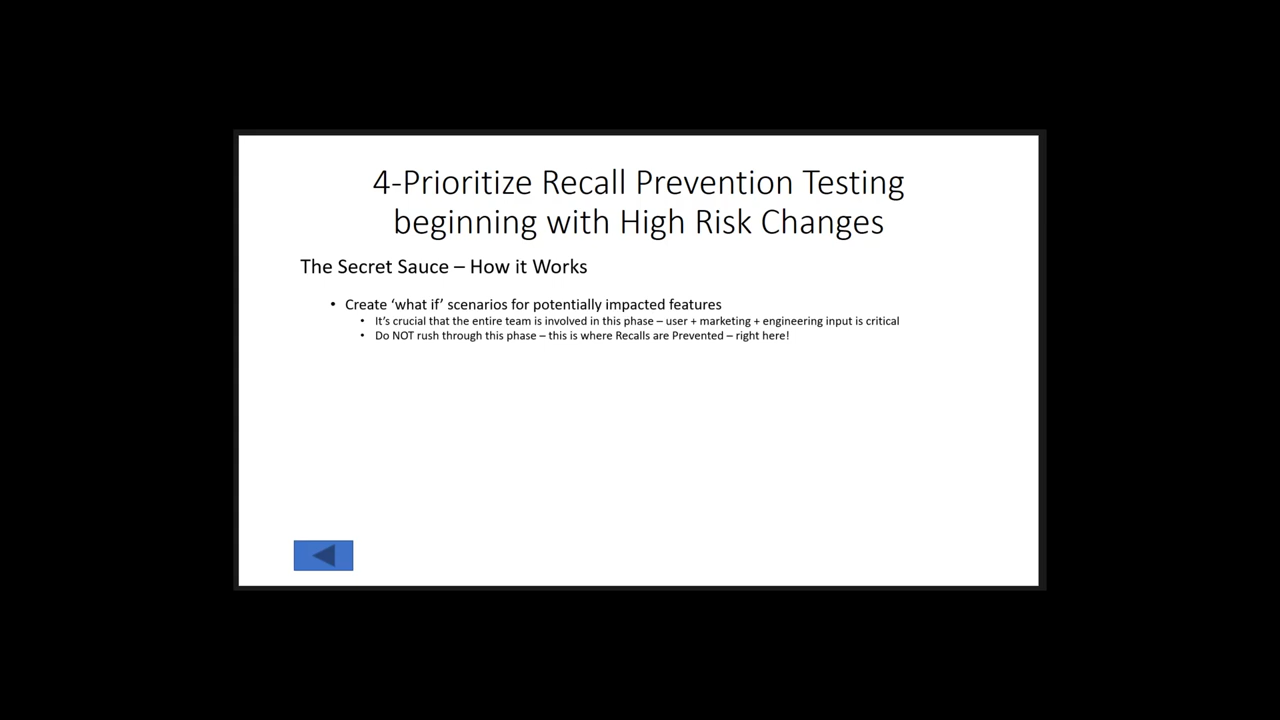 4-Prioritize Recall Prevention Testing
beginning with High Risk Changes
The Secret Sauce – How it Works
• Create ‘what if’ scenarios for potentially impacted features
• It’s crucial that the entire team is involved in this phase – user + marketing + engineering input is critical
• Do NOT rush through this phase – this is where Recalls are Prevented – right here!